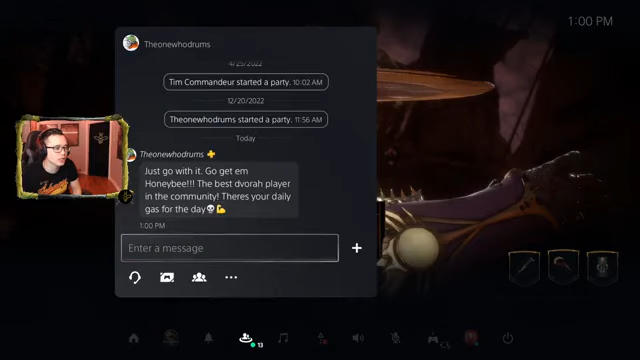 1:00 PM
Theonewhodrums
4/25/2022
Tim Commandeur started a party. 10:02 AM
12/20/2022
Theonewhodrums started a party. 11:56 AM
Today
Theonewhodrums
Just go with it. Go get em
Honeybee!!! The best dvorah player
in the community! Theres your daily
gas for the day💀💪
1:00 PM
Enter a message
13